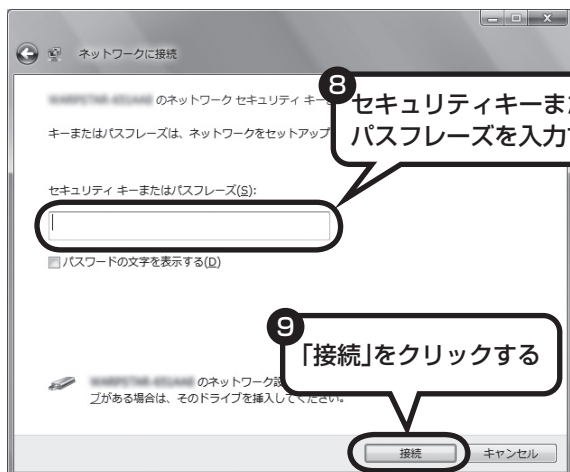 ネットワークに接続
のネットワーク セキュリティ キー
8
セキュリティキーまた
パスフレーズを入力
キーまたはパスフレーズは、ネットワークをセットアップ
セキュリティ キーまたはパスフレーズ(S):
パスワードの文字を表示する(D)
9
「接続」をクリックする
のネットワーク設
ブがある場合は、そのドライブを挿入してください。
接続 キャンセル